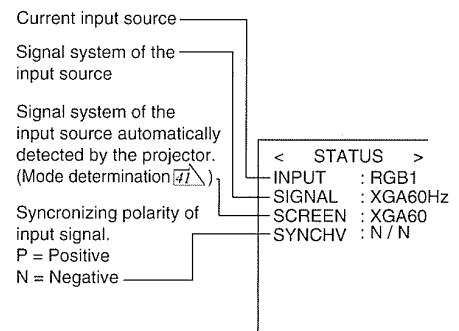 Current input source
Signal system of the
input source
Signal system of the
input source automatically
detected by the projector.
(Mode determination 41 )
Syncronizing polarity of
input signal.
P = Positive
N = Negative
< STATUS >
INPUT : RGB1
SIGNAL : XGA60Hz
SCREEN : XGA60
SYNCHV : N / N